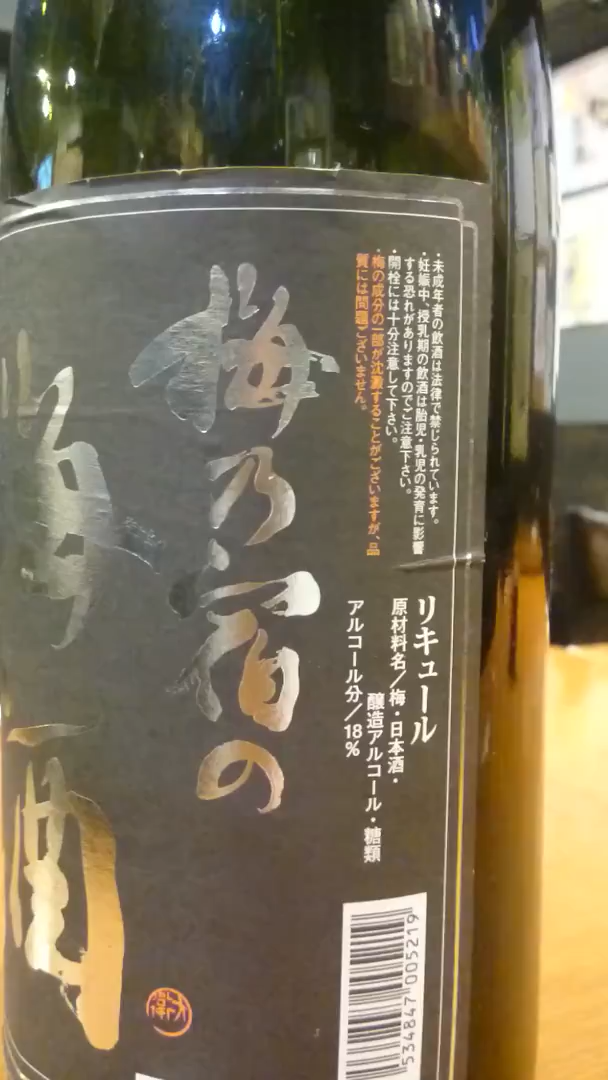 ・未成年者の飲酒は法律で禁じられています。
・妊娠中、授乳期の飲酒は胎児・乳児の発育に影響
する恐れがありますのでご注意下さい。
・開栓には十分注意して下さい。
・梅の成分の一部が沈澱することがございますが、品
質には問題ございません。
リキュール
原材料名／梅・日本酒・
醸造アルコール・糖類
アルコール分／18%
梅乃宿の
梅酒
534847 005219